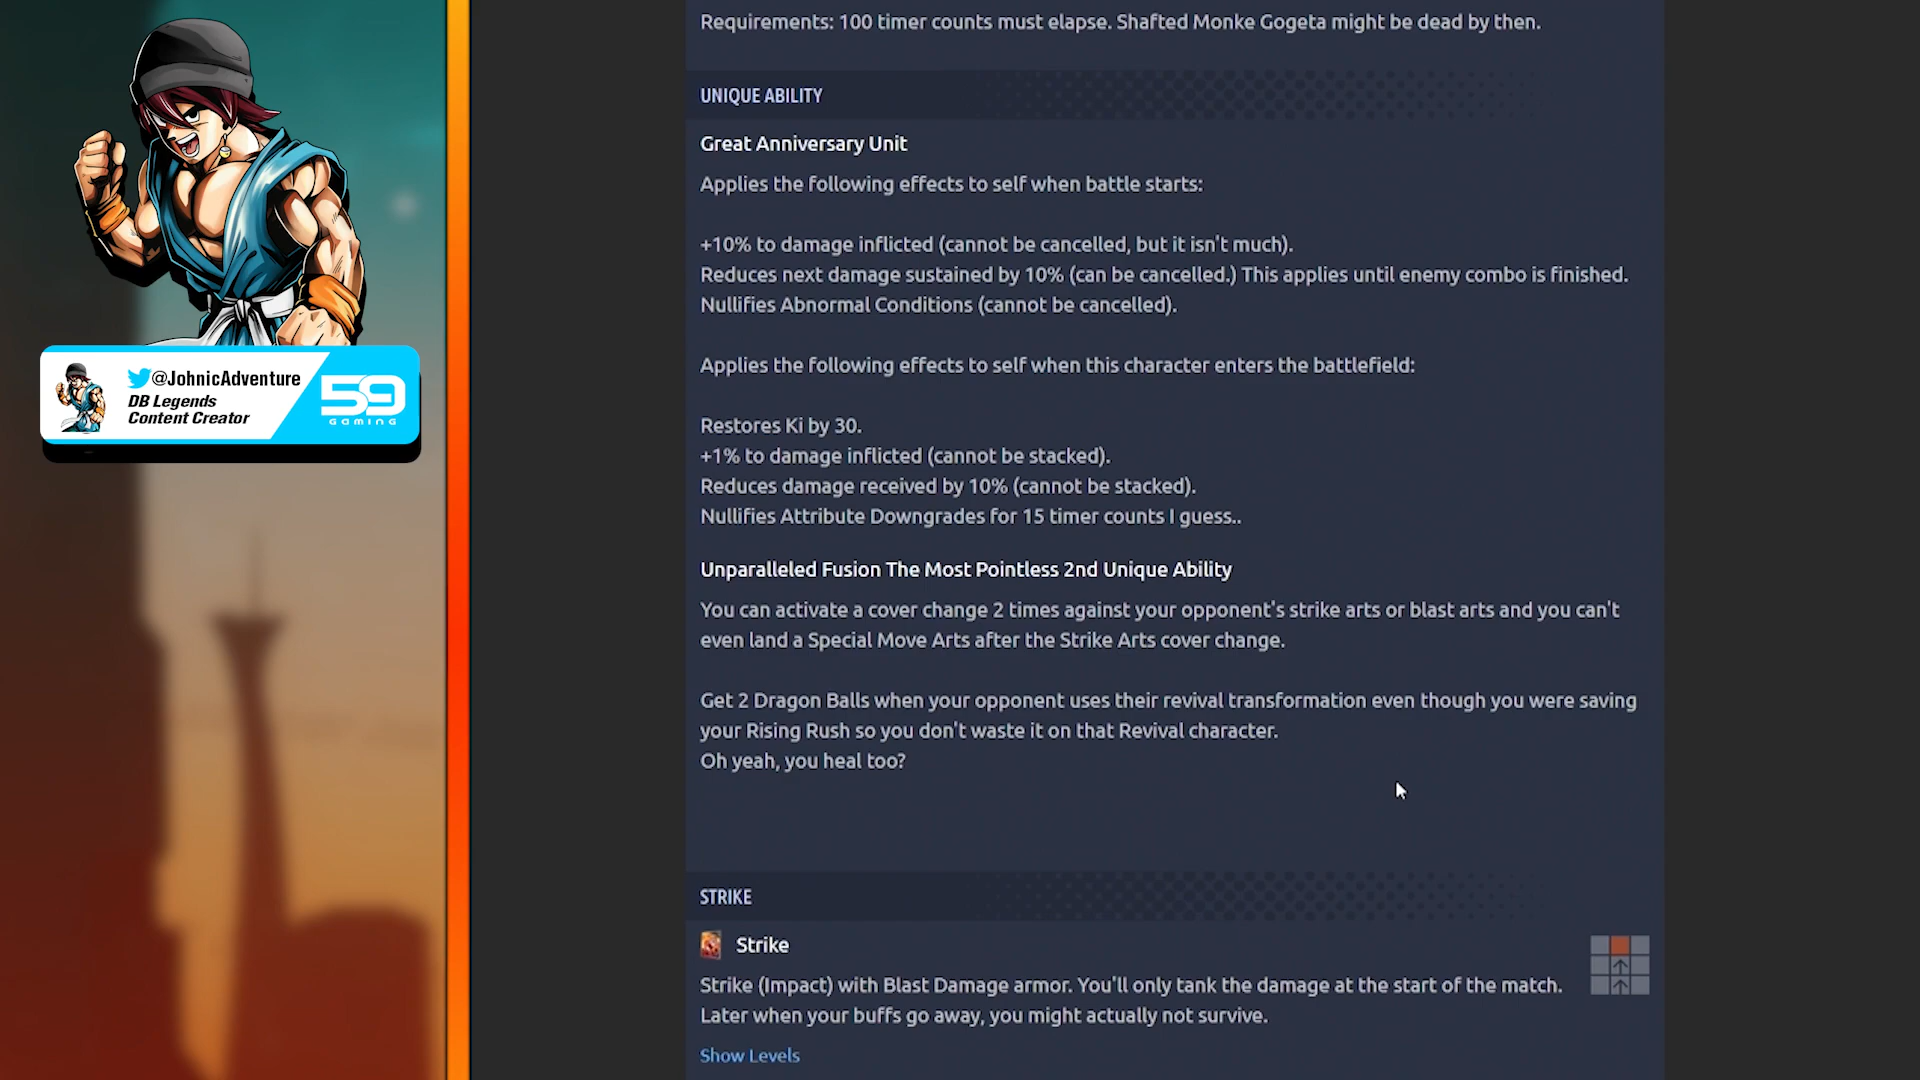 Requirements: 100 timer counts must elapse. Shafted Monke Gogeta might be dead by then.
UNIQUE ABILITY
Great Anniversary Unit
Applies the following effects to self when battle starts:
+10% to damage inflicted (cannot be cancelled, but it isn't much).
Reduces next damage sustained by 10% (can be cancelled.) This applies until enemy combo is finished.
Nullifies Abnormal Conditions (cannot be cancelled).
Applies the following effects to self when this character enters the battlefield:
Restores Ki by 30.
+1% to damage inflicted (cannot be stacked).
Reduces damage received by 10% (cannot be stacked).
Nullifies Attribute Downgrades for 15 timer counts I guess..
Unparalleled Fusion The Most Pointless 2nd Unique Ability
You can activate a cover change 2 times against your opponent's strike arts or blast arts and you can't
even land a Special Move Arts after the Strike Arts cover change.
Get 2 Dragon Balls when your opponent uses their revival transformation even though you were saving
your Rising Rush so you don't waste it on that Revival character.
Oh yeah, you heal too?
STRIKE
Strike
Strike (Impact) with Blast Damage armor. You'll only tank the damage at the start of the match.
Later when your buffs go away, you might actually not survive.
Show Levels
@JohnicAdventure
DB Legends
Content Creator
59
GAMING